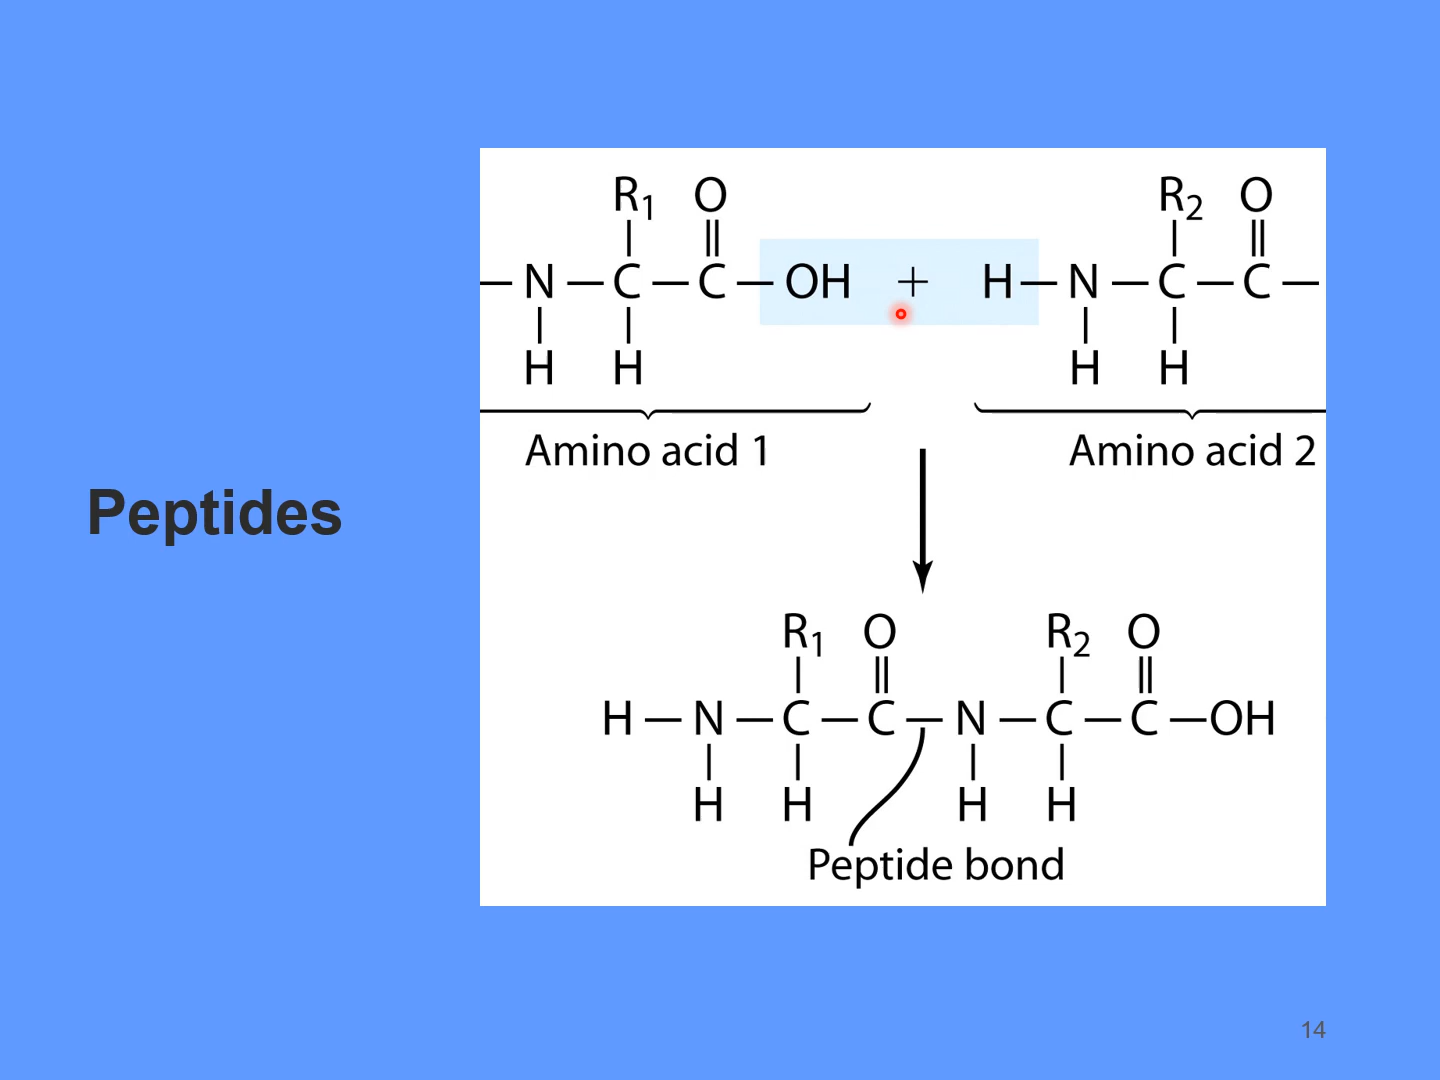 Peptides
R1 O R2 O
N C C OH + H N C C
H H H H
Amino acid 1 Amino acid 2
R1 O R2 O
H N C C N C C OH
H H H H
Peptide bond
14